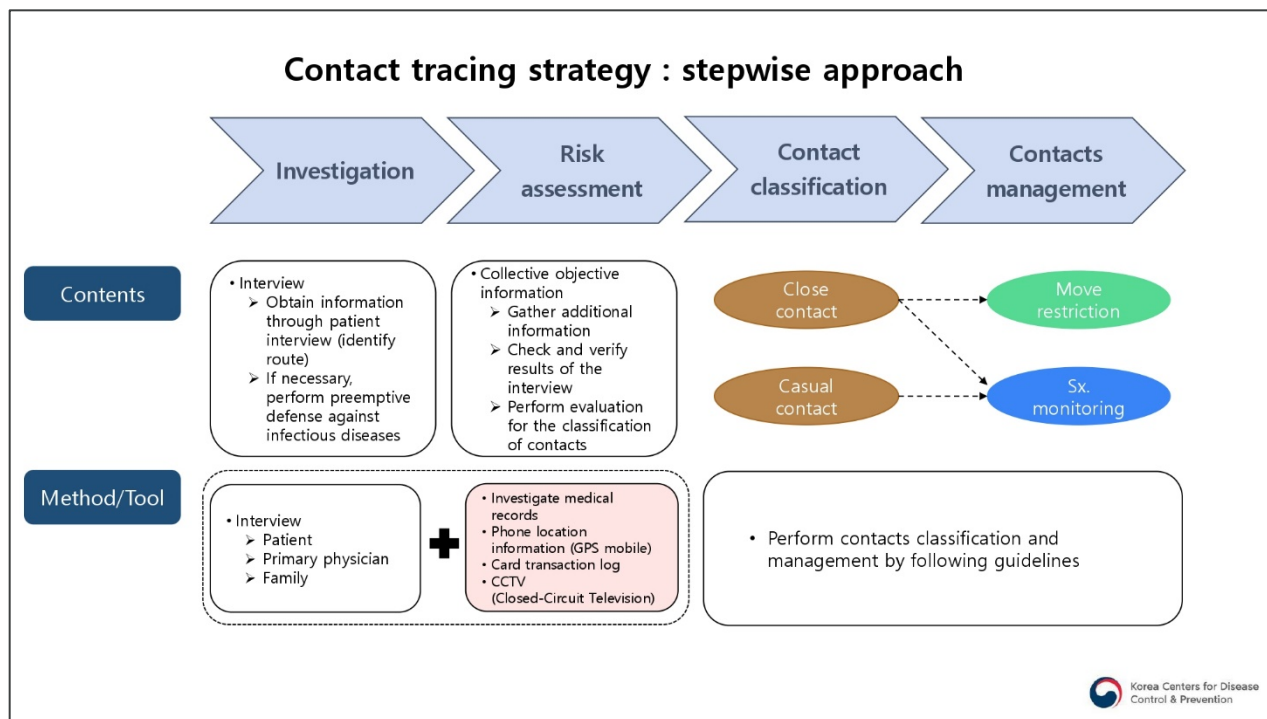 Contact tracing strategy : stepwise approach
Investigation
Risk
assessment
Contact
classification
Contacts
management
Contents
• Interview
➢ Obtain information
through patient
interview (identify
route)
➢ If necessary,
perform preemptive
defense against
infectious diseases
• Collective objective
information
➢ Gather additional
information
➢ Check and verify
results of the
interview
➢ Perform evaluation
for the classification
of contacts
Close
contact
Move
restriction
Casual
contact
Sx.
monitoring
Method/Tool
• Interview
➢ Patient
➢ Primary physician
➢ Family
• Investigate medical
records
• Phone location
information (GPS mobile)
• Card transaction log
• CCTV
(Closed-Circuit Television)
• Perform contacts classification and
management by following guidelines
Korea Centers for Disease
Control & Prevention